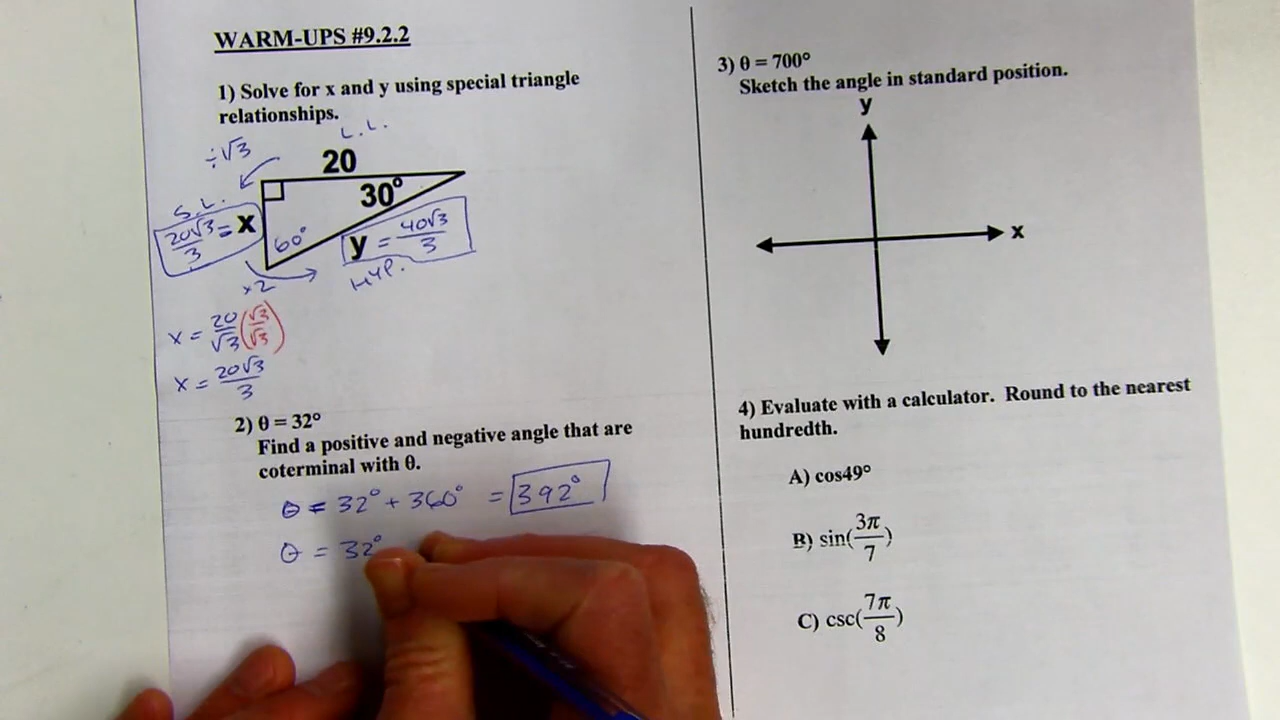 WARM-UPS #9.2.2
1) Solve for x and y using special triangle
relationships.
L.L.
÷√3
20
30°
S.L.
20√3/3 = x
60°
y = 40√3/3
HYP.
×2
x = 20/√3 (√3/√3)
x = 20√3/3
2) θ = 32°
Find a positive and negative angle that are
coterminal with θ.
θ = 32° + 360° = 392°
θ = 32°
3) θ = 700°
Sketch the angle in standard position.
y
x
4) Evaluate with a calculator. Round to the nearest
hundredth.
A) cos49°
B) sin(3π/7)
C) csc(7π/8)